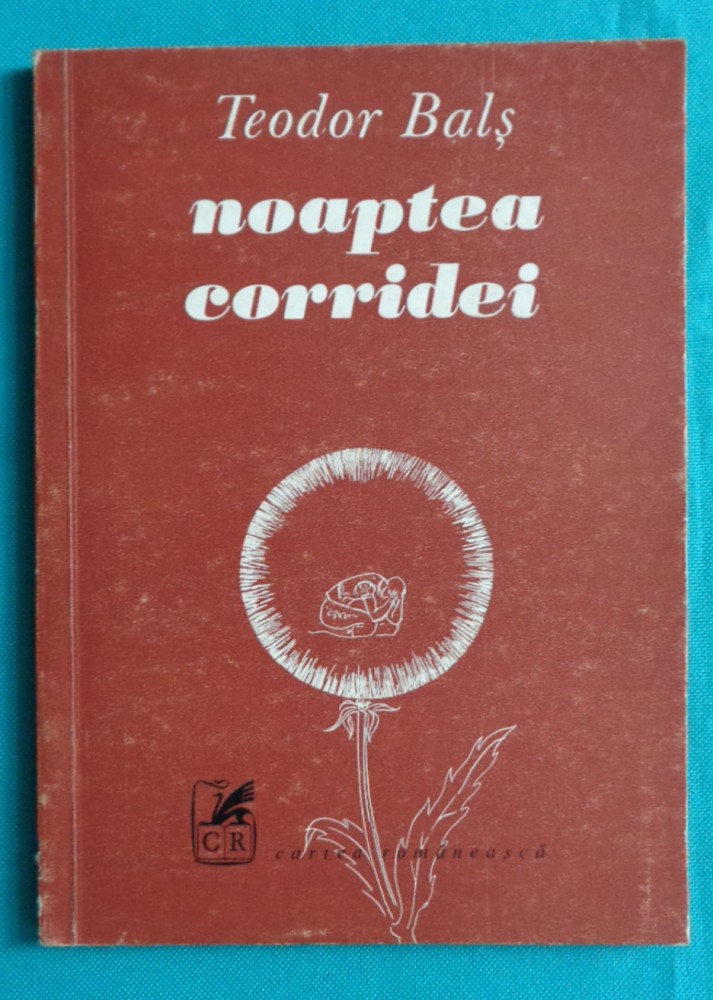 Teodor Balș
noaptea
corridei
CR
cartea românească